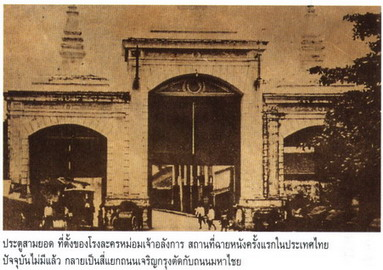 ประตูสามยอด ที่ตั้งของโรงละครหม่อมเจ้าอลังการ สถานที่ฉายหนังครั้งแรกในประเทศไทย
ปัจจุบันไม่มีแล้ว กลายเป็นสี่แยกถนนเจริญกรุงตัดกับถนนมหาไชย